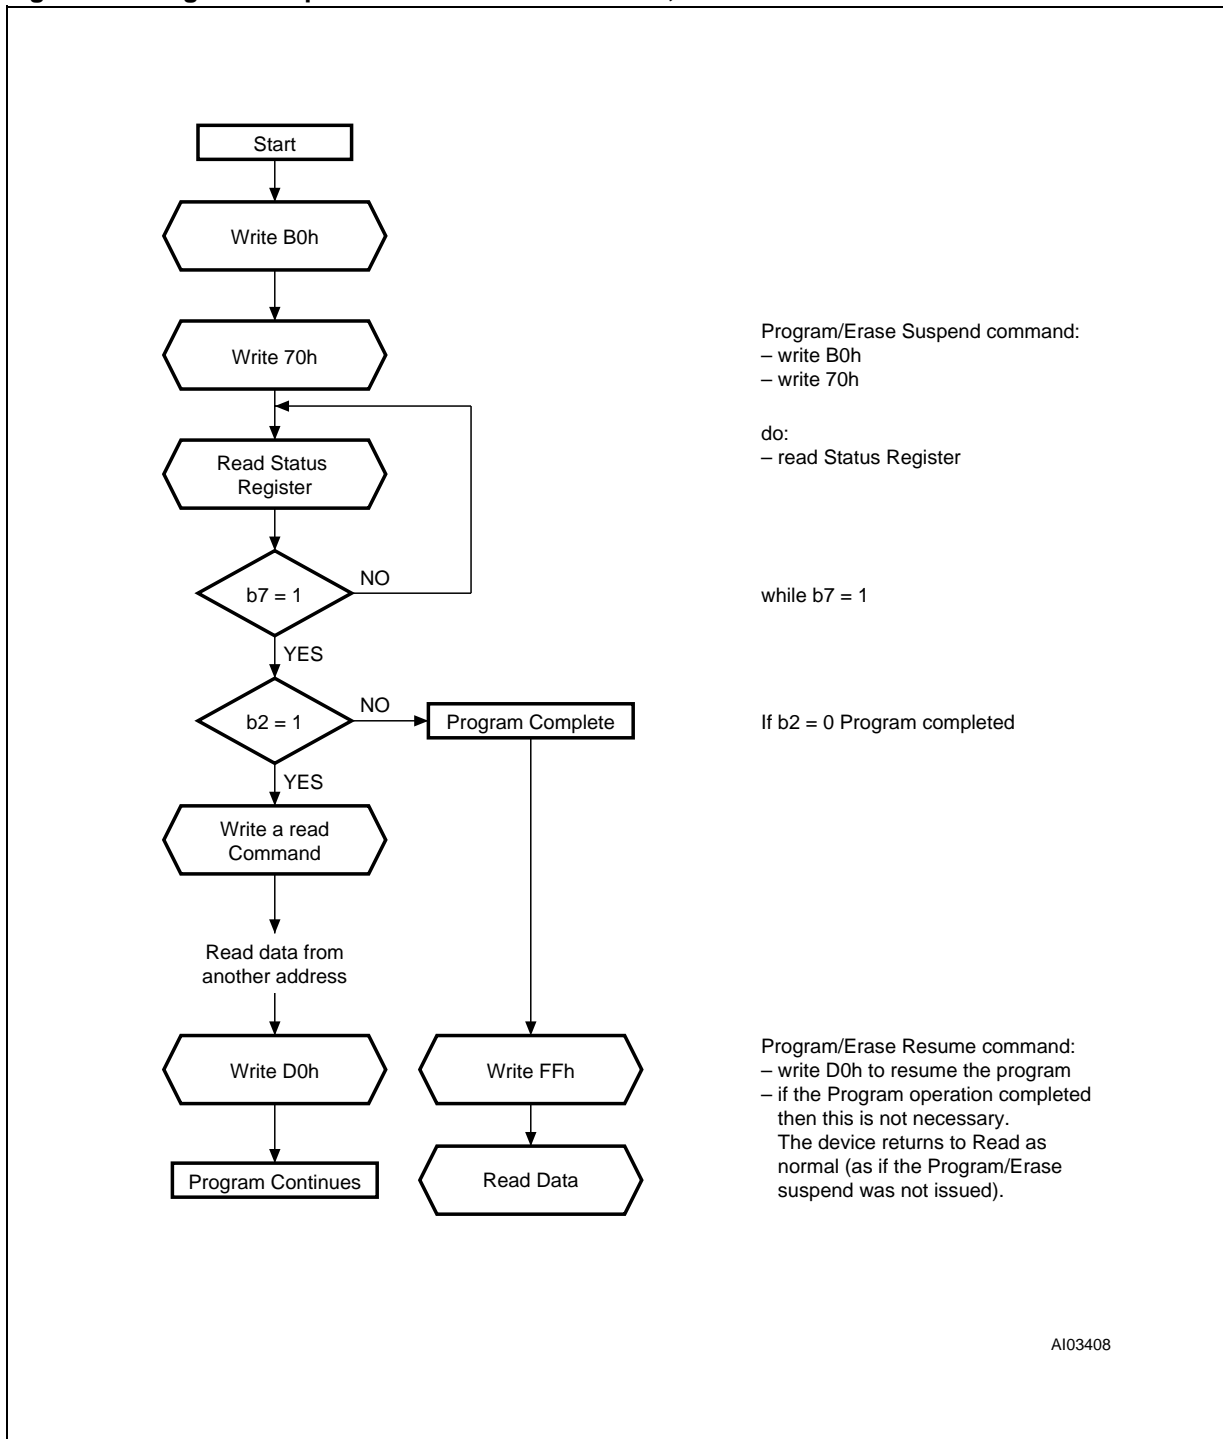 Start
Write B0h
Write 70h
Program/Erase Suspend command:
– write B0h
– write 70h
do:
– read Status Register
Read Status
Register
NO
b7 = 1
while b7 = 1
YES
NO
b2 = 1
Program Complete
If b2 = 0 Program completed
YES
Write a read
Command
Read data from
another address
Write D0h
Write FFh
Program/Erase Resume command:
– write D0h to resume the program
– if the Program operation completed
then this is not necessary.
The device returns to Read as
normal (as if the Program/Erase
suspend was not issued).
Program Continues
Read Data
AI03408